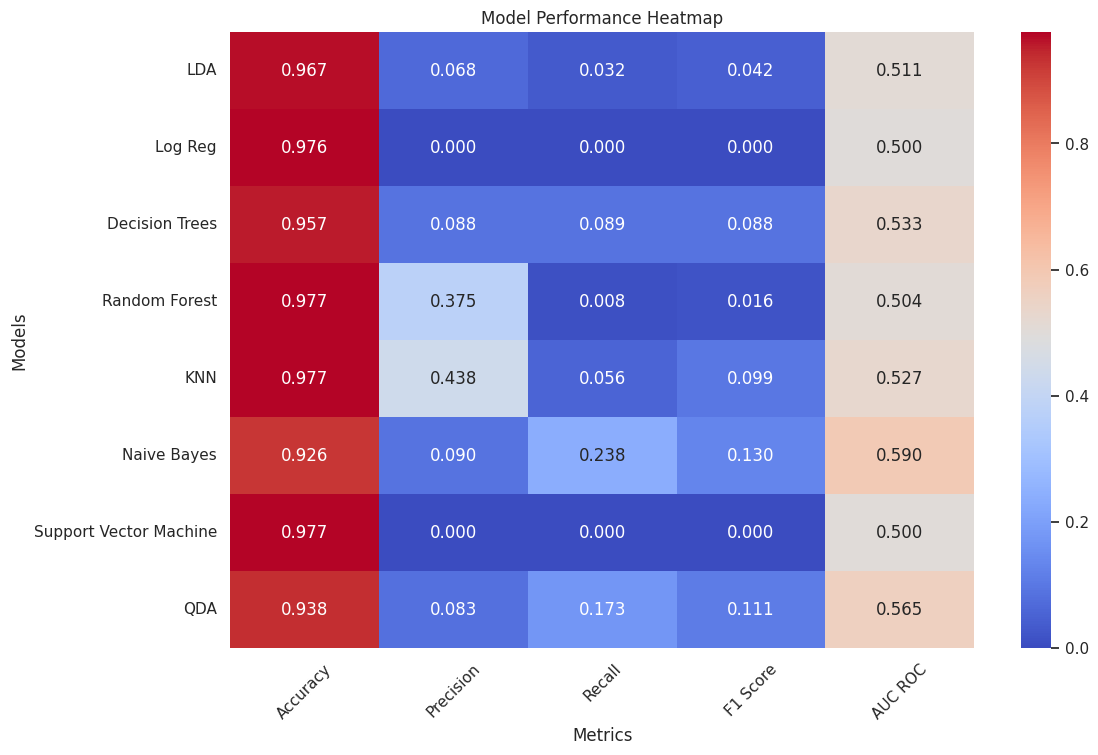 Model Performance Heatmap
Models
LDA 0.967 0.068 0.032 0.042 0.511
Log Reg 0.976 0.000 0.000 0.000 0.500
Decision Trees 0.957 0.088 0.089 0.088 0.533
Random Forest 0.977 0.375 0.008 0.016 0.504
KNN 0.977 0.438 0.056 0.099 0.527
Naive Bayes 0.926 0.090 0.238 0.130 0.590
Support Vector Machine 0.977 0.000 0.000 0.000 0.500
QDA 0.938 0.083 0.173 0.111 0.565
Accuracy Precision Recall F1 Score AUC ROC
Metrics
0.8
0.6
0.4
0.2
0.0